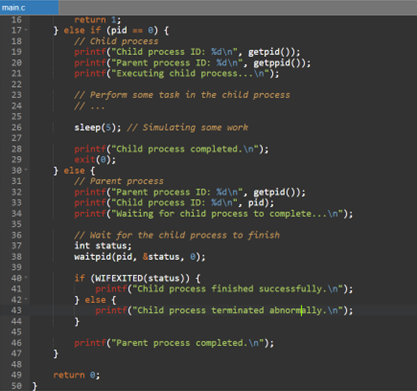 main.c
16 return 1;
17 } else if (pid == 0) {
18 // Child process
19 printf("Child process ID: %d\n", getpid());
20 printf("Parent process ID: %d\n", getppid());
21 printf("Executing child process...\n");
22
23 // Perform some task in the child process
24 // ...
25
26 sleep(5); // Simulating some work
27
28 printf("Child process completed.\n");
29 exit(0);
30 } else {
31 // Parent process
32 printf("Parent process ID: %d\n", getpid());
33 printf("Child process ID: %d\n", pid);
34 printf("Waiting for child process to complete...\n");
35
36 // Wait for the child process to finish
37 int status;
38 waitpid(pid, &status, 0);
39
40 if (WIFEXITED(status)) {
41 printf("Child process finished successfully.\n");
42 } else {
43 printf("Child process terminated abnormally.\n");
44 }
45
46 printf("Parent process completed.\n");
47 }
48
49 return 0;
50 }